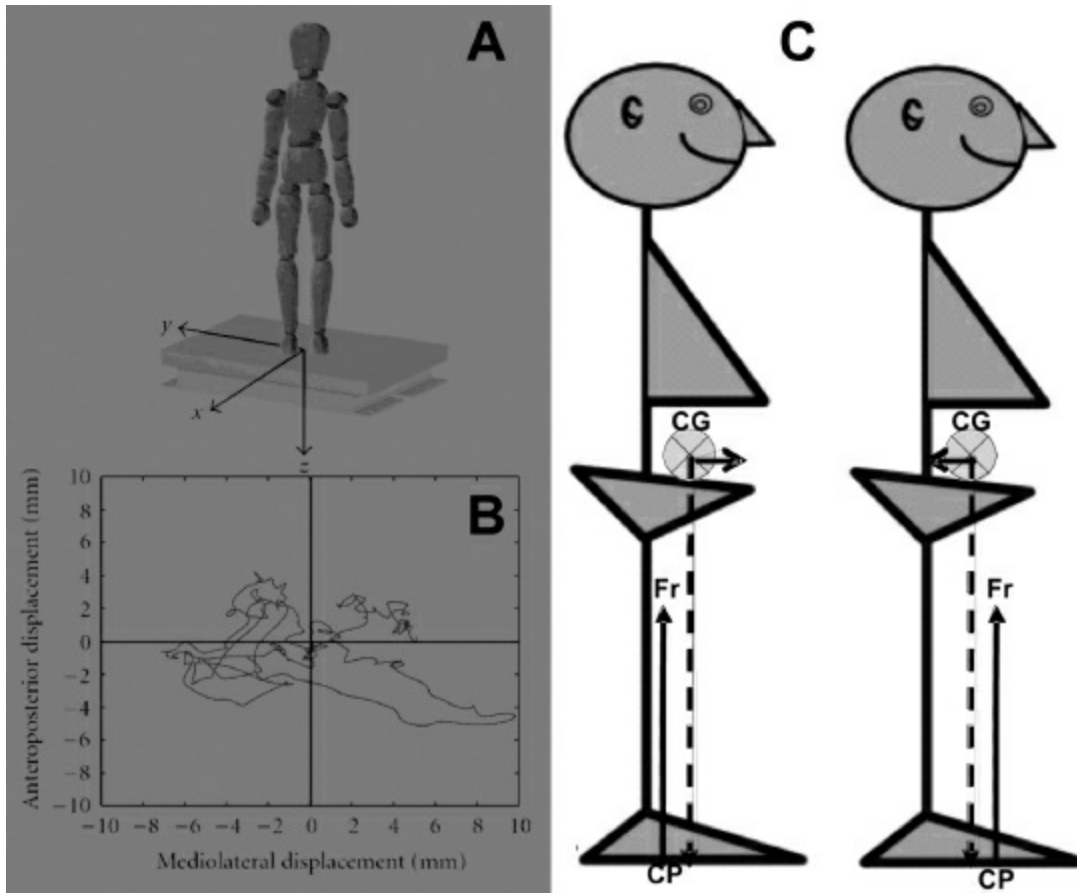 A
y
x
z
B
Anteroposterior displacement (mm)
10
8
6
4
2
0
−2
−4
−6
−8
−10
−10 −8 −6 −4 −2 0 2 4 6 8 10
Mediolateral displacement (mm)
C
CG
Fr
CP
CG
Fr
CP